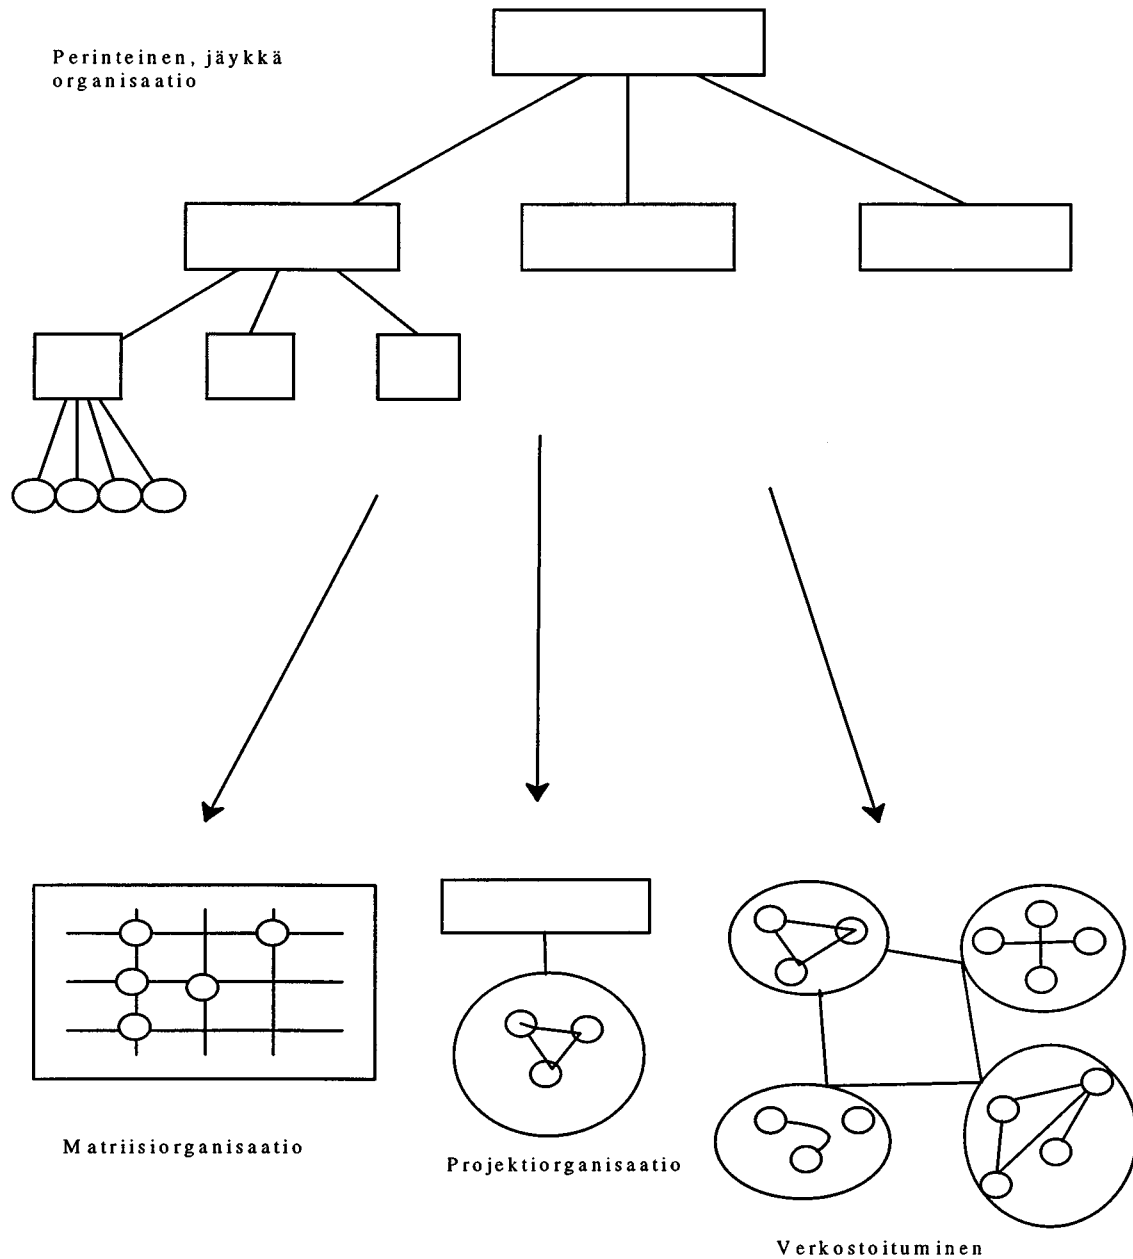 Perinteinen, jäykkä
organisaatio
Matriisiorganisaatio
Projektiorganisaatio
Verkostoituminen